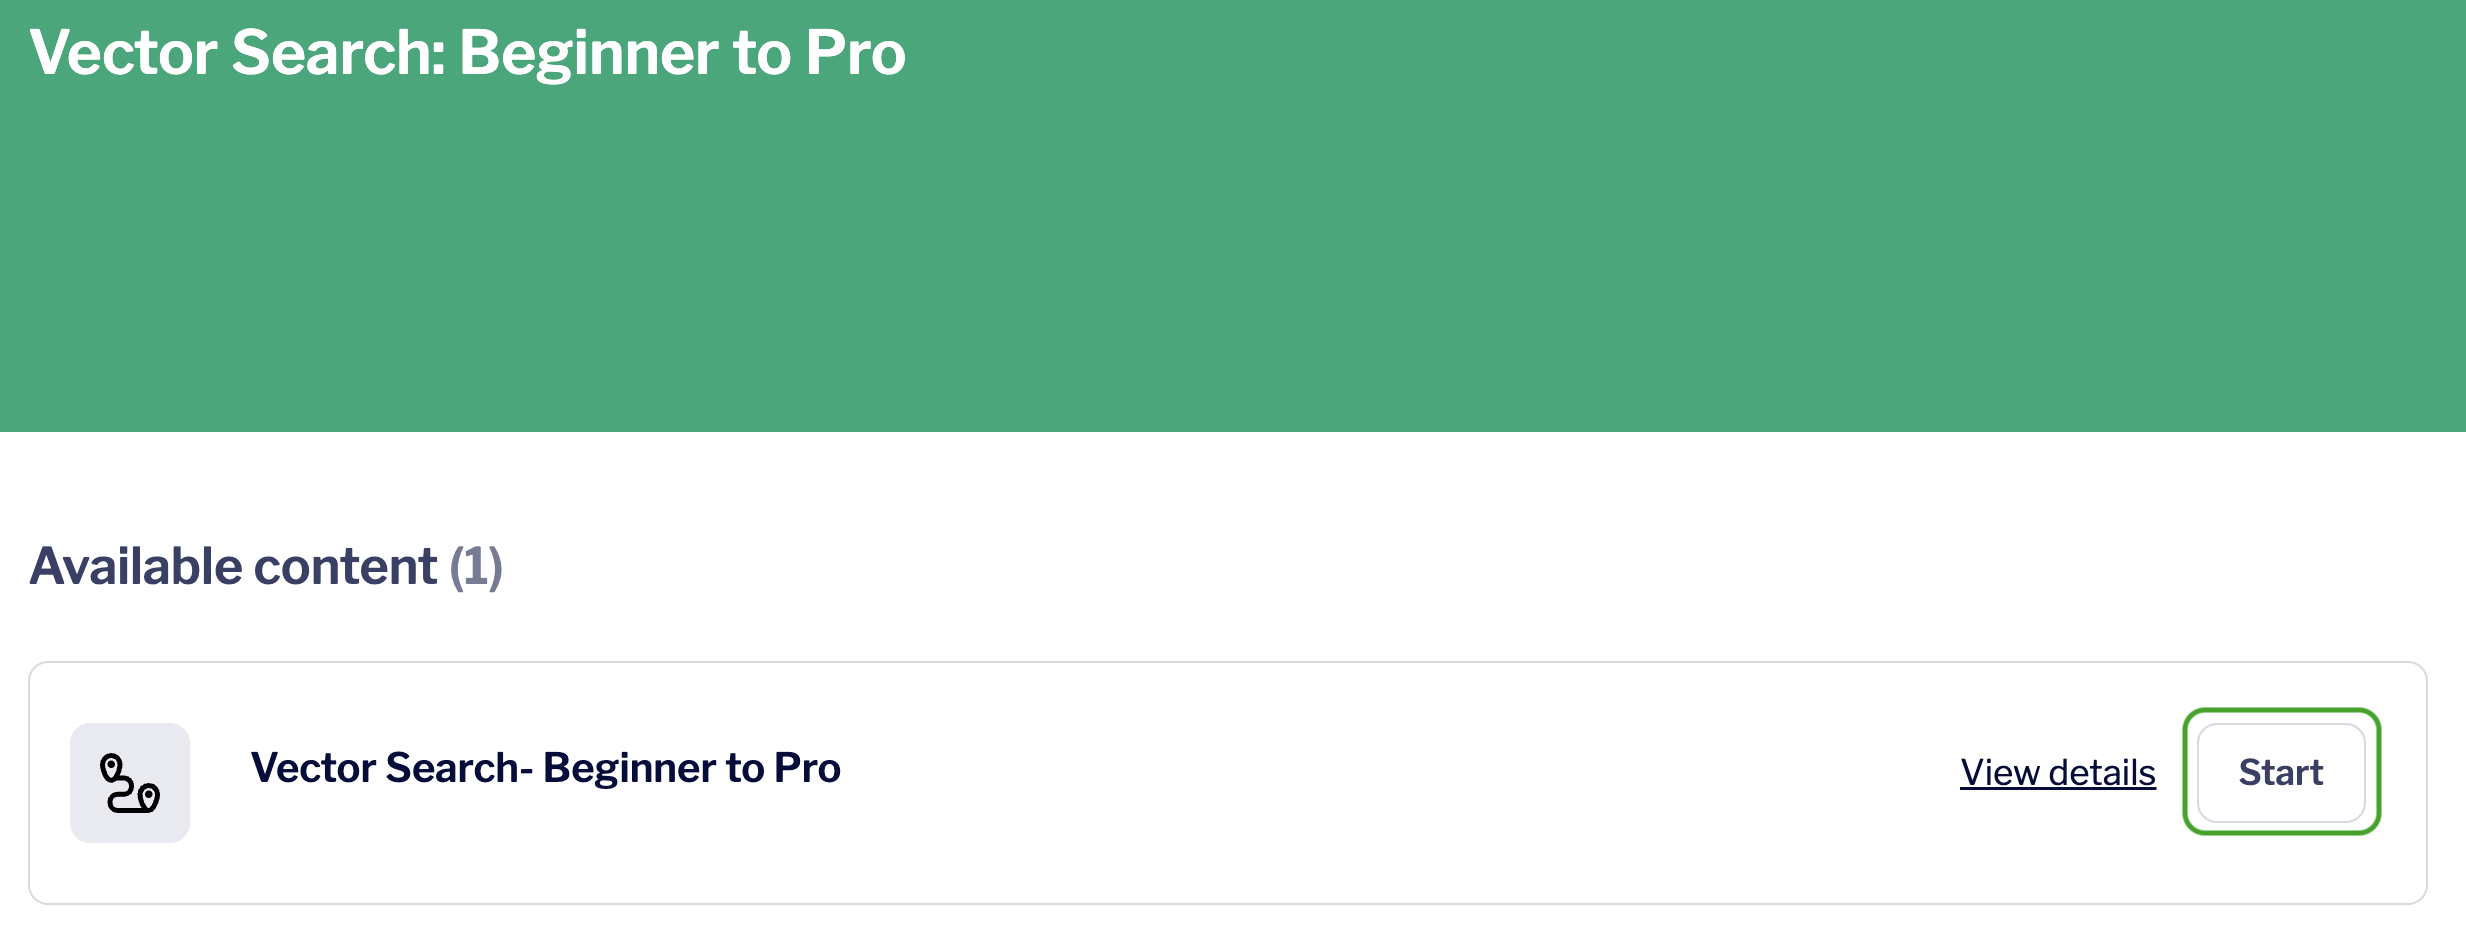 Vector Search: Beginner to Pro
Available content (1)
Vector Search- Beginner to Pro
View details
Start